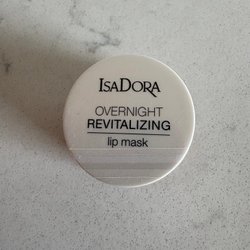 IsaDora
OVERNIGHT
REVITALIZING
lip mask